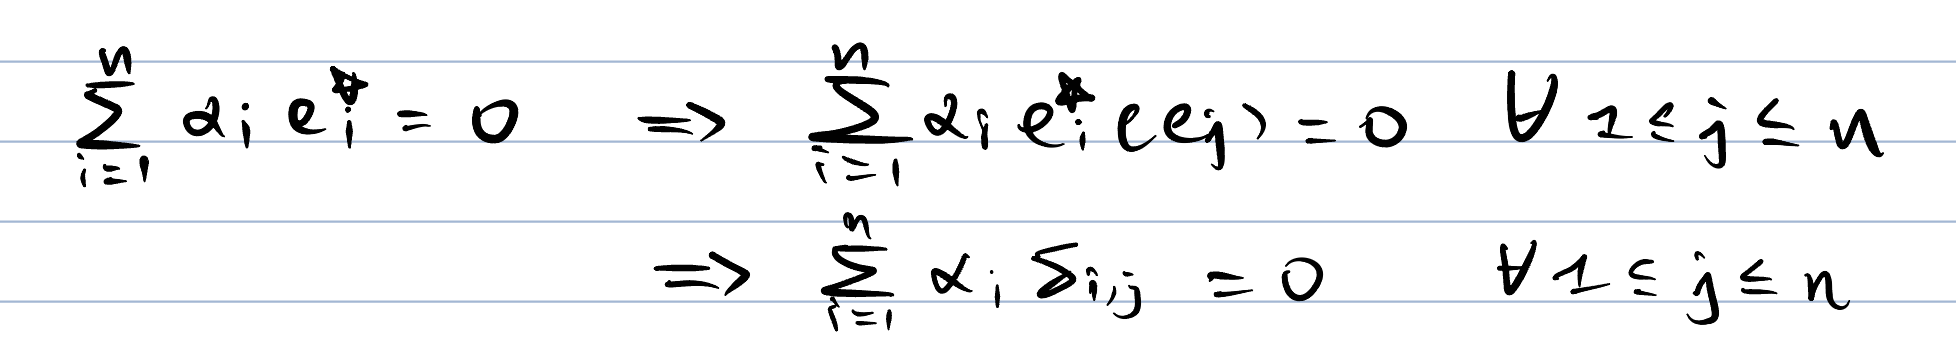 $\sum_{i=1}^{n} \alpha_i e_i^* = 0 \quad \Rightarrow \quad \sum_{i=1}^{n} \alpha_i e_i^*(e_j) = 0 \quad \forall \, 1 \leq j \leq n$
$\Rightarrow \quad \sum_{i=1}^{n} \alpha_i \delta_{i,j} = 0 \quad \forall \, 1 \leq j \leq n$